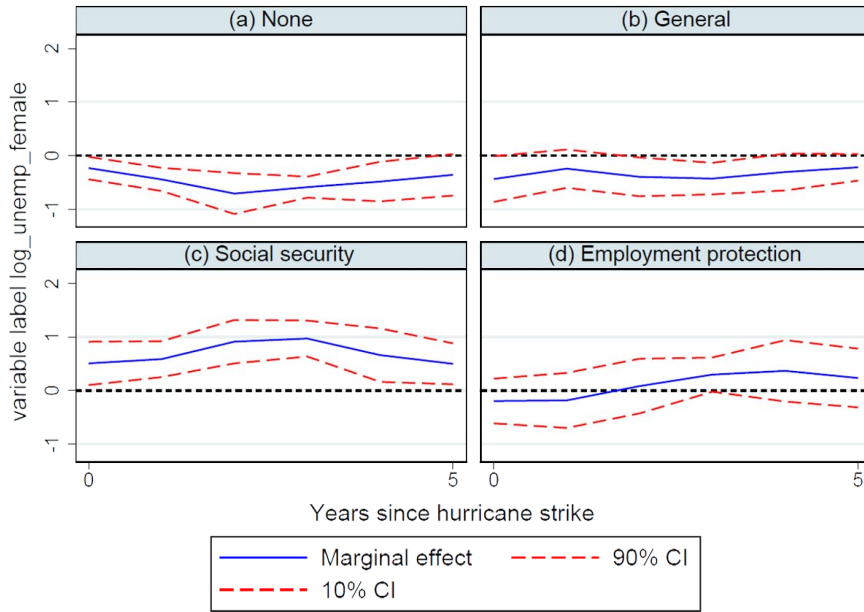 (a) None
(b) General
2
1
0
-1
(c) Social security
(d) Employment protection
2
1
0
-1
0
5
0
5
variable label log_unemp_female
Years since hurricane strike
Marginal effect
90% CI
10% CI